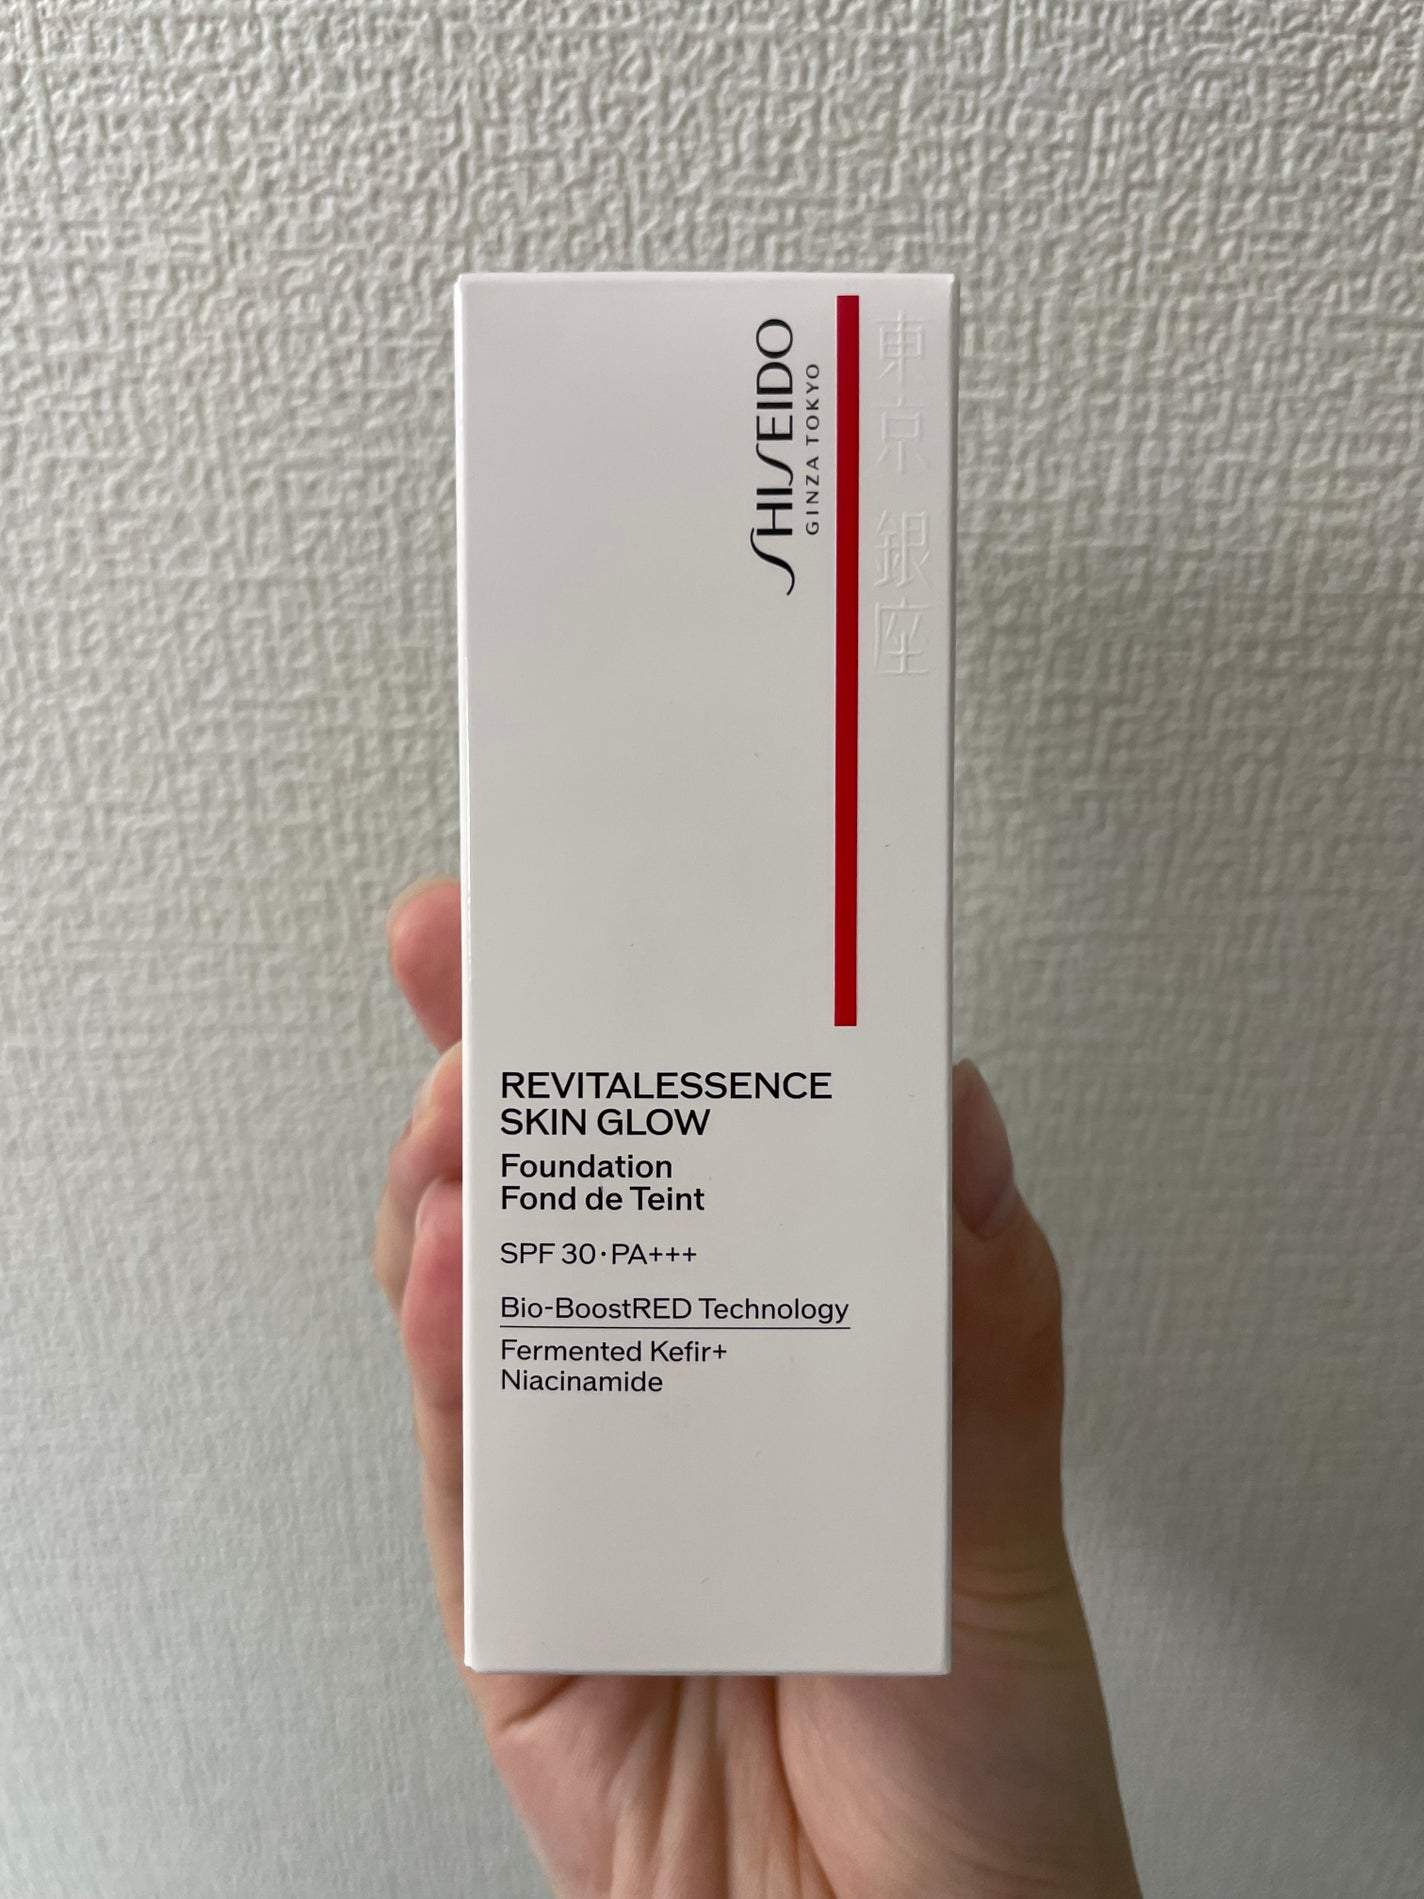 SHISEIDO
GINZA TOKYO
東京 銀座
REVITALESSENCE
SKIN GLOW
Foundation
Fond de Teint
SPF 30·PA+++
Bio-BoostRED Technology
Fermented Kefir+
Niacinamide